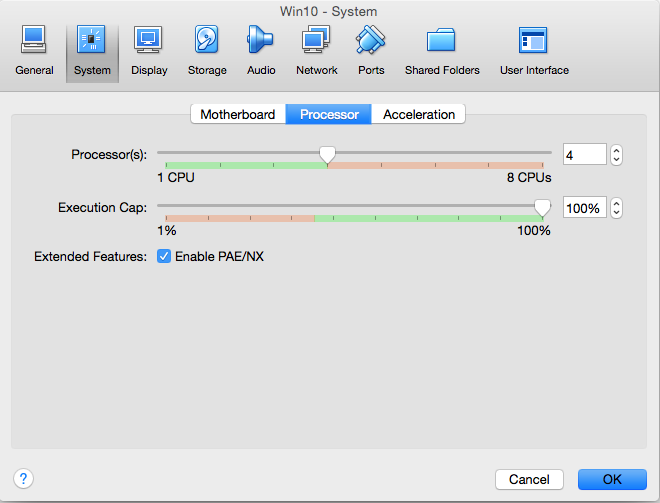 Win10 - System
General System Display Storage Audio Network Ports Shared Folders User Interface
Motherboard Processor Acceleration
Processor(s): 4
1 CPU 8 CPUs
Execution Cap: 100%
1% 100%
Extended Features: Enable PAE/NX
? Cancel OK